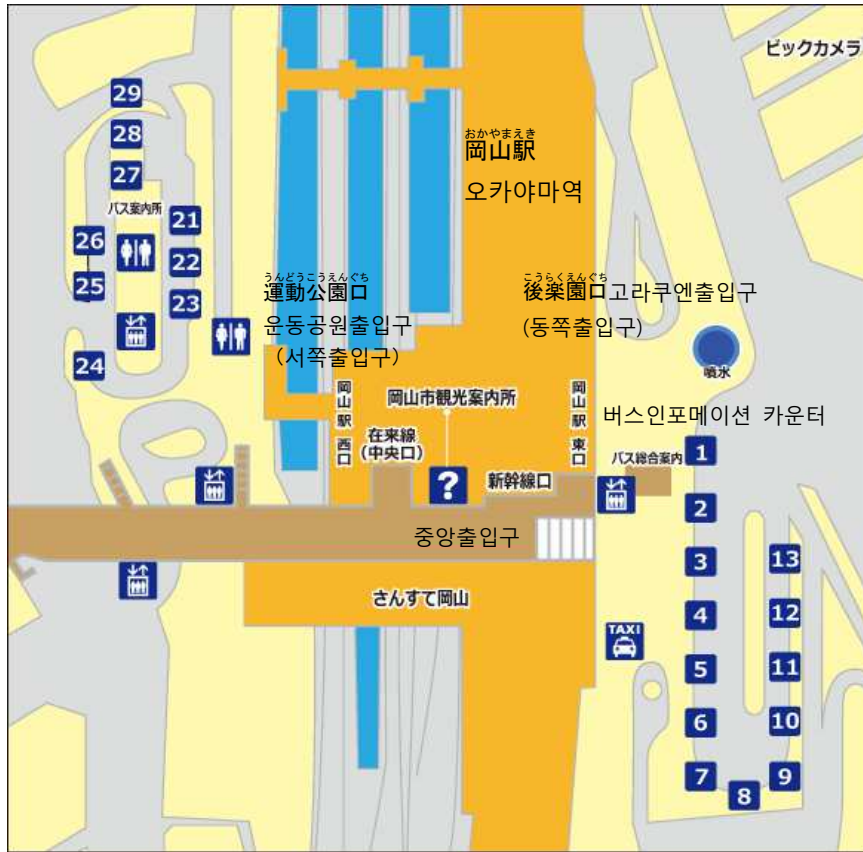 ビックカメラ
29
28
27
バス案内所
26
25
24
21
22
23
おかやまえき
岡山駅
오카야마역
うんどうこうえんぐち
運動公園口
운동공원출입구
(서쪽출입구)
こうらくえんぐち
後楽園口고라쿠엔출입구
(동쪽출입구)
噴水
岡山駅 西口
在来線
(中央口)
岡山市観光案内所
?
新幹線口
岡山駅 東口
버스인포메이션 카운터
バス総合案内
중앙출입구
さんすて岡山
TAXI
1
2
3
4
5
6
7
8
9
10
11
12
13